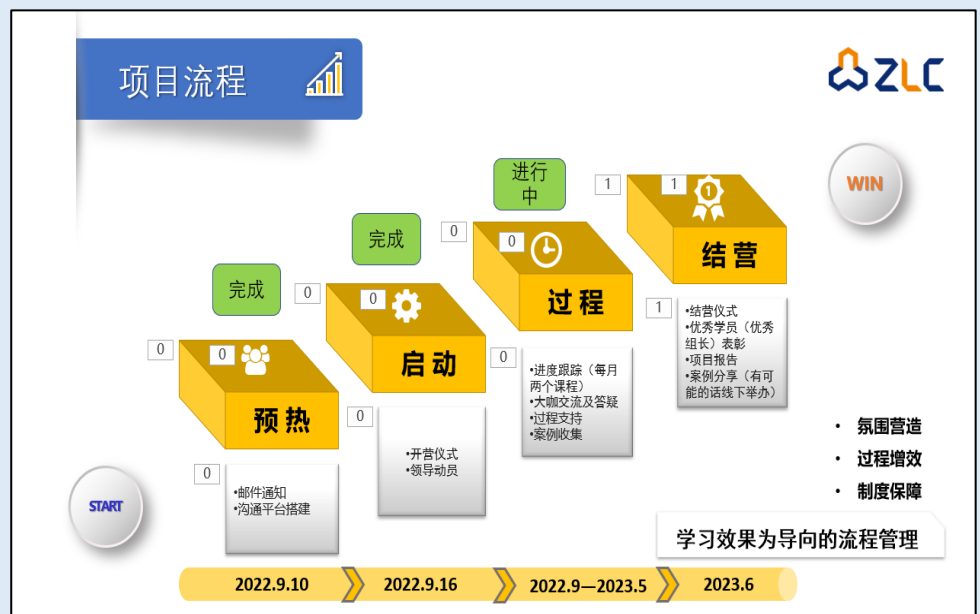 项目流程
ZLC
WIN
进行
中
完成
完成
1
1
1
结营
0
0
过程
0
0
启动
0
0
预热
1
•结营仪式
•优秀学员（优秀
组长）表彰
•项目报告
•案例分享（有可
能的话线下举办）
0
•进度跟踪（每月
两个课程）
•大咖交流及答疑
•过程支持
•案例收集
0
•开营仪式
•领导动员
0
•邮件通知
•沟通平台搭建
START
• 氛围营造
• 过程增效
• 制度保障
学习效果为导向的流程管理
2022.9.10
2022.9.16
2022.9—2023.5
2023.6